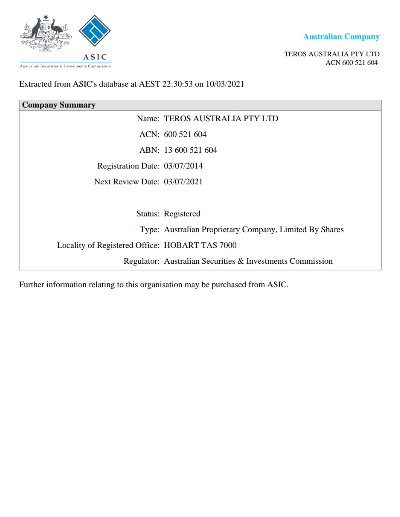 Australian Company
ASIC
Australian Securities & Investments Commission
TEROS AUSTRALIA PTY LTD
ACN 600 521 604
Extracted from ASIC's database at AEST 22:30:53 on 10/03/2021
Company Summary
Name: TEROS AUSTRALIA PTY LTD
ACN: 600 521 604
ABN: 13 600 521 604
Registration Date: 03/07/2014
Next Review Date: 03/07/2021
Status: Registered
Type: Australian Proprietary Company, Limited By Shares
Locality of Registered Office: HOBART TAS 7000
Regulator: Australian Securities & Investments Commission
Further information relating to this organisation may be purchased from ASIC.